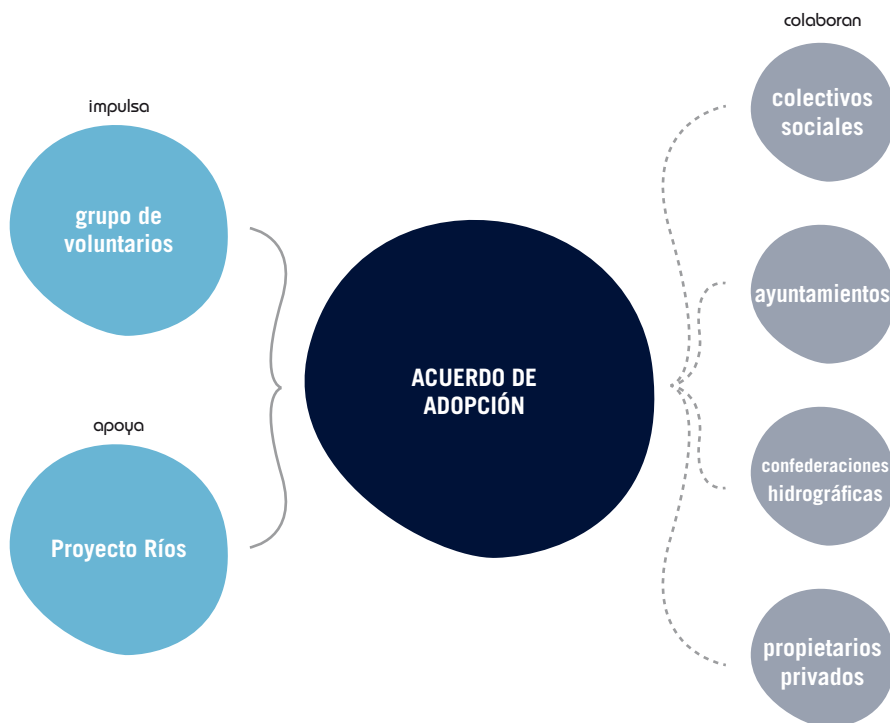 impulsa
grupo de
voluntarios
apoya
Proyecto Ríos
ACUERDO DE
ADOPCIÓN
colaboran
colectivos
sociales
ayuntamientos
confederaciones
hidrográficas
propietarios
privados